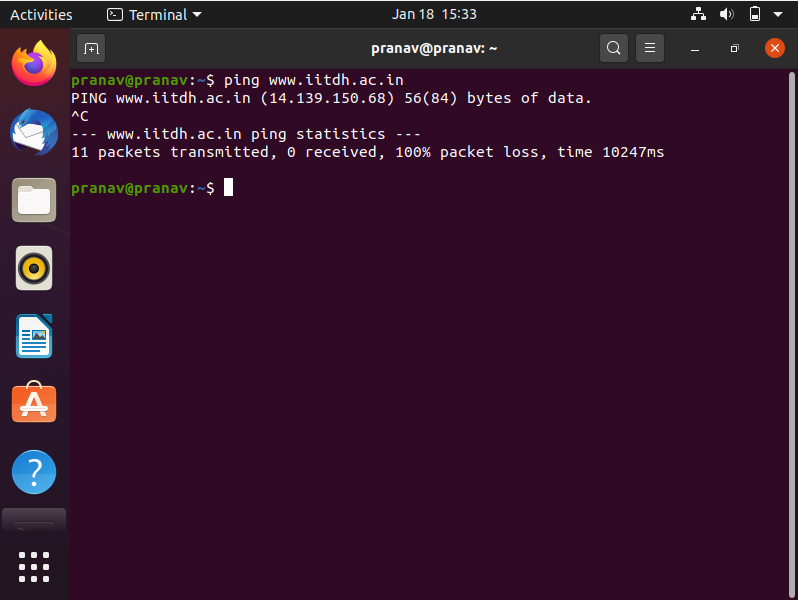 Activities
Terminal
Jan 18 15:33
pranav@pranav: ~
pranav@pranav:~$ ping www.iitdh.ac.in
PING www.iitdh.ac.in (14.139.150.68) 56(84) bytes of data.
^C
--- www.iitdh.ac.in ping statistics ---
11 packets transmitted, 0 received, 100% packet loss, time 10247ms
pranav@pranav:~$